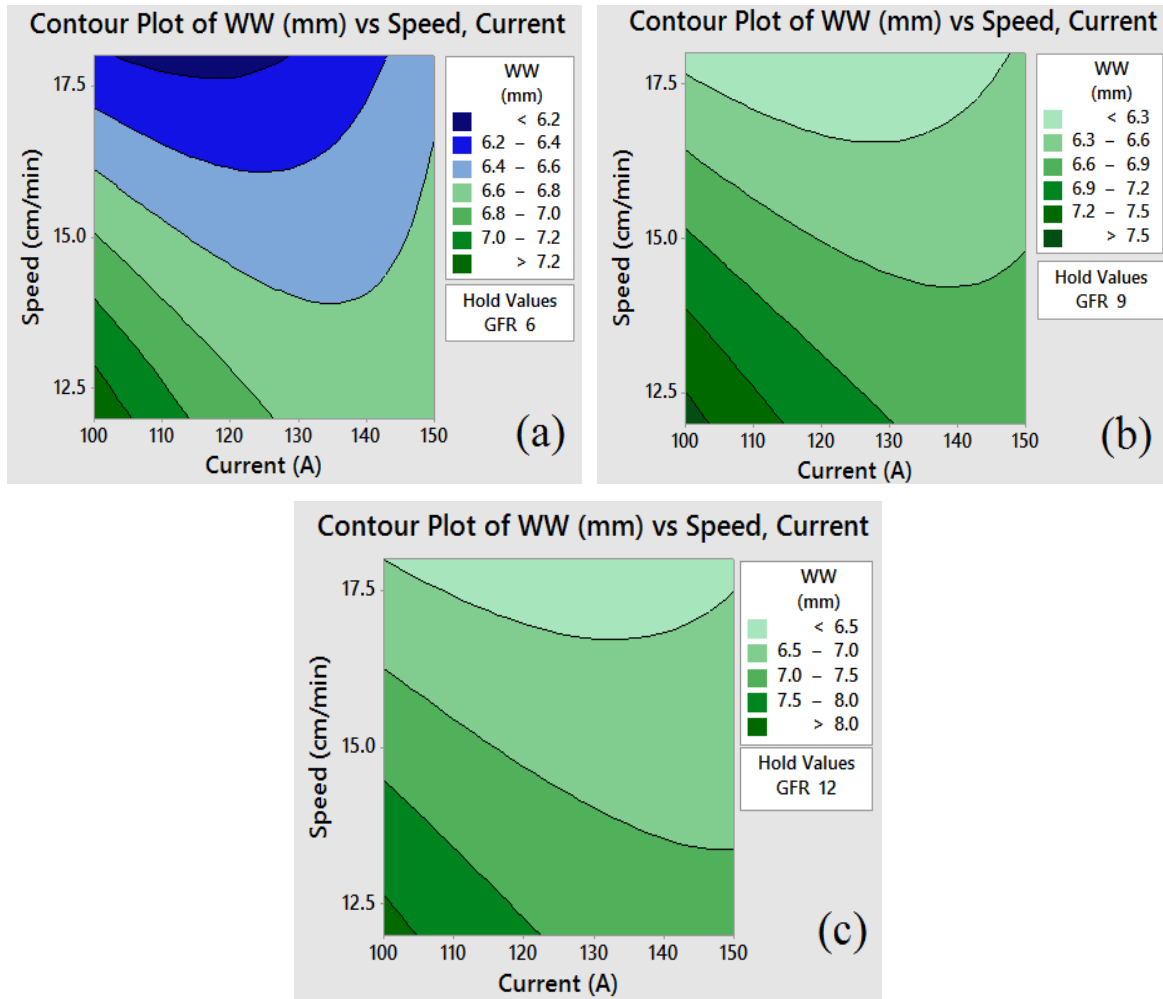 Contour Plot of WW (mm) vs Speed, Current
WW
(mm)
< 6.2
6.2 – 6.4
6.4 – 6.6
6.6 – 6.8
6.8 – 7.0
7.0 – 7.2
> 7.2
Hold Values
GFR 6
Speed (cm/min)
17.5
15.0
12.5
100 110 120 130 140 150
Current (A)
(a)
Contour Plot of WW (mm) vs Speed, Current
WW
(mm)
< 6.3
6.3 – 6.6
6.6 – 6.9
6.9 – 7.2
7.2 – 7.5
> 7.5
Hold Values
GFR 9
Speed (cm/min)
17.5
15.0
12.5
100 110 120 130 140 150
Current (A)
(b)
Contour Plot of WW (mm) vs Speed, Current
WW
(mm)
< 6.5
6.5 – 7.0
7.0 – 7.5
7.5 – 8.0
> 8.0
Hold Values
GFR 12
Speed (cm/min)
17.5
15.0
12.5
100 110 120 130 140 150
Current (A)
(c)